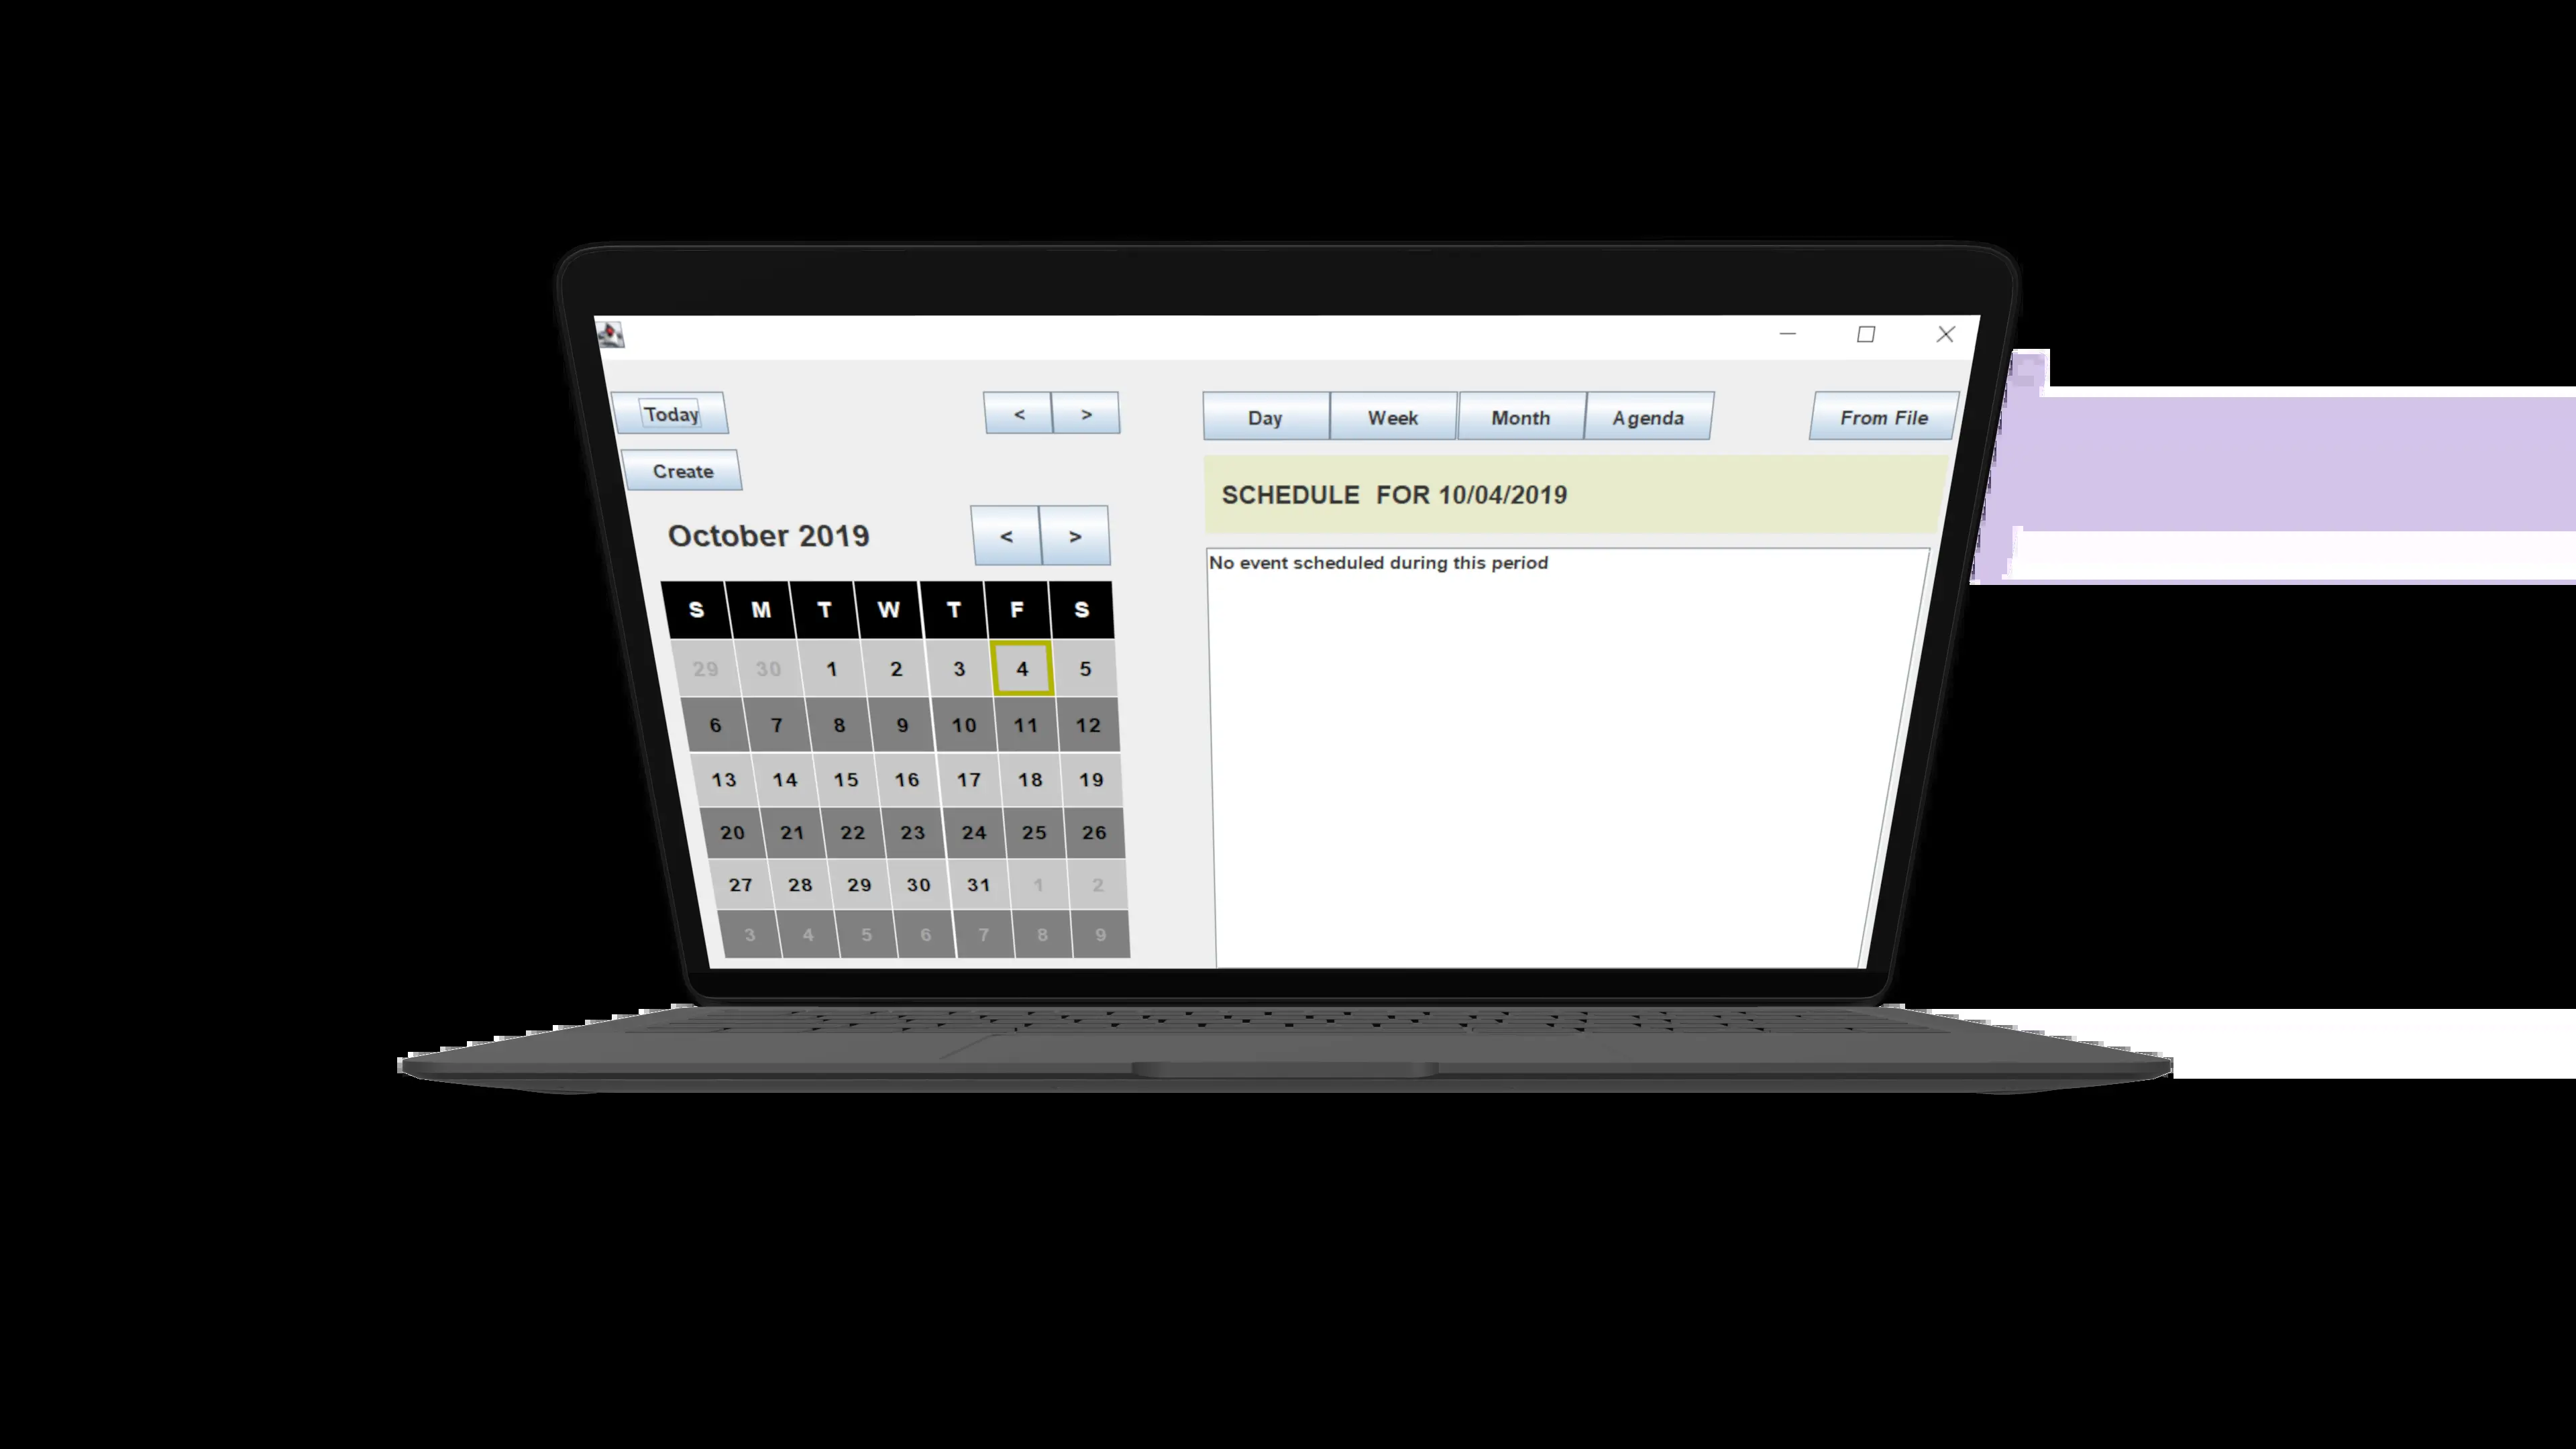 Today
< >
Day Week Month Agenda
From File
Create
SCHEDULE FOR 10/04/2019
October 2019
< >
No event scheduled during this period
S M T W T F S
29 30 1 2 3 4 5
6 7 8 9 10 11 12
13 14 15 16 17 18 19
20 21 22 23 24 25 26
27 28 29 30 31 1 2
3 4 5 6 7 8 9